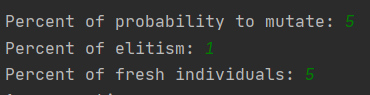 Percent of probability to mutate: 5
Percent of elitism: 1
Percent of fresh individuals: 5